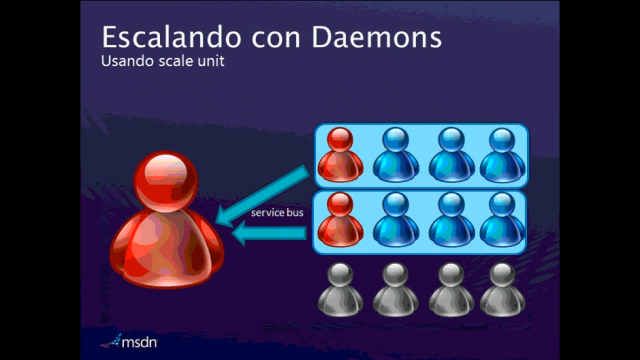 Escalando con Daemons
Usando scale unit
service bus
msdn